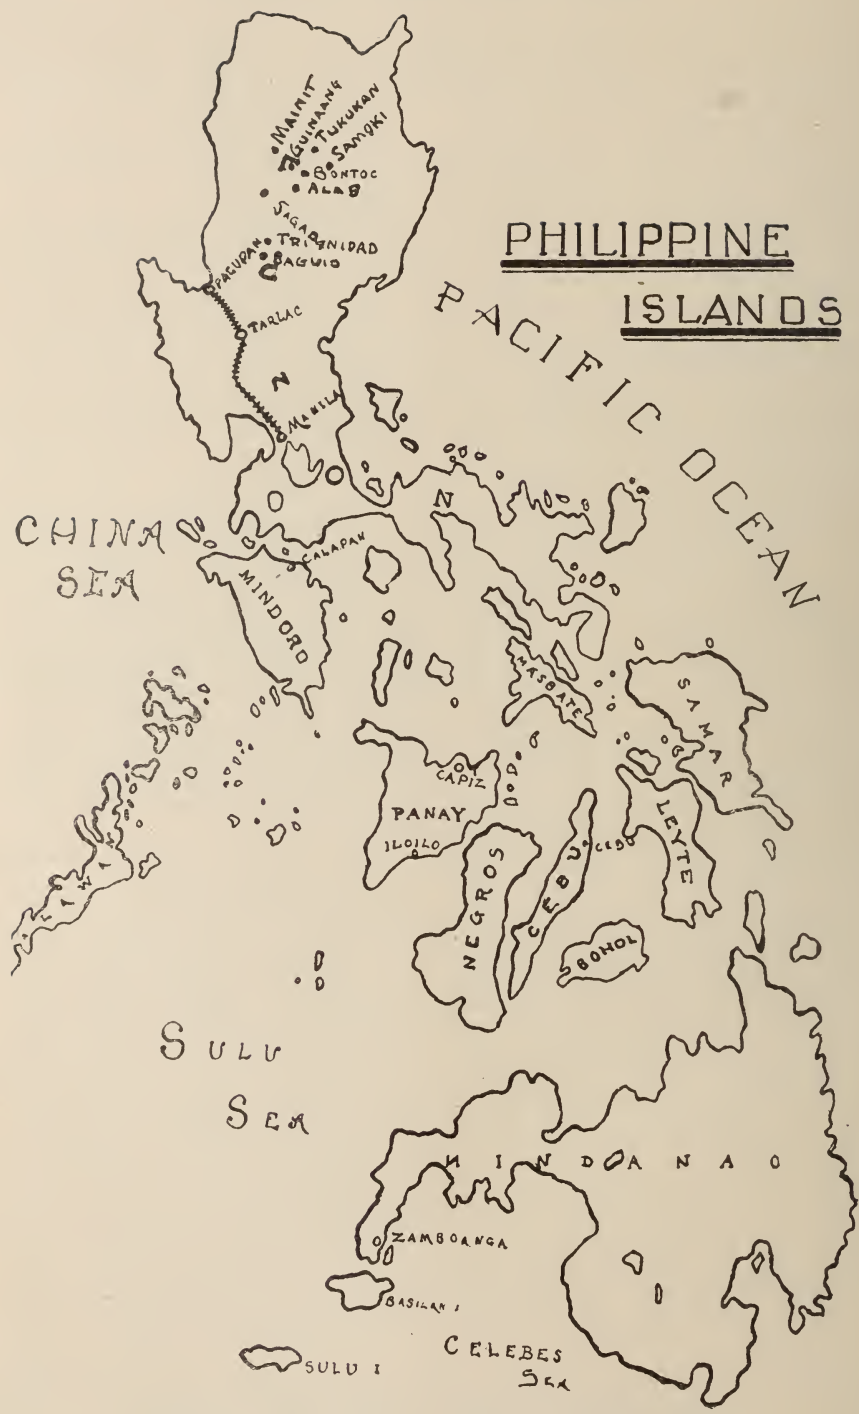 PHILIPPINE
ISLANDS
MAINIT
GUINAANG
TUKUKAN
SAMOKI
BONTOC
ALAB
SAGADA
TRINIDAD
BAGUIO
TARLAC
MANILA
N
O
N
PACIFIC OCEAN
CHINA
SEA
CALAPAN
MINDORO
MASBATE
SAMAR
CAPIZ
PANAY
ILOILO
NEGROS
CEBU
CEBU
LEYTE
BOHOL
ALAWAN
SULU
SEA
MINDANAO
ZAMBOANGA
BASILAN I
SULU I
CELEBES
SEA